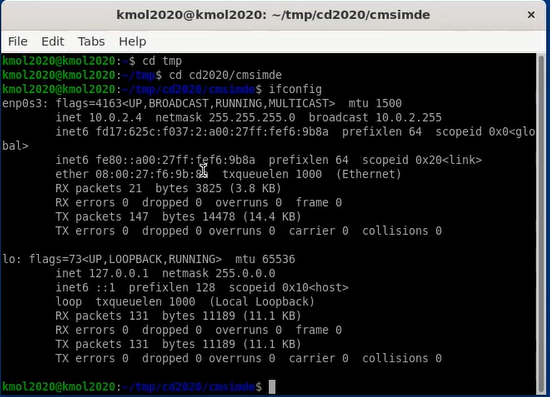 kmol2020@kmol2020: ~/tmp/cd2020/cmsimde
File Edit Tabs Help
kmol2020@kmol2020:~$ cd tmp
kmol2020@kmol2020:~/tmp$ cd cd2020/cmsimde
kmol2020@kmol2020:~/tmp/cd2020/cmsimde$ ifconfig
enp0s3: flags=4163<UP,BROADCAST,RUNNING,MULTICAST>  mtu 1500
        inet 10.0.2.4  netmask 255.255.255.0  broadcast 10.0.2.255
        inet6 fd17:625c:f037:2:a00:27ff:fef6:9b8a  prefixlen 64  scopeid 0x0<glo
bal>
        inet6 fe80::a00:27ff:fef6:9b8a  prefixlen 64  scopeid 0x20<link>
        ether 08:00:27:f6:9b:8a  txqueuelen 1000  (Ethernet)
        RX packets 21  bytes 3825 (3.8 KB)
        RX errors 0  dropped 0  overruns 0  frame 0
        TX packets 147  bytes 14478 (14.4 KB)
        TX errors 0  dropped 0 overruns 0  carrier 0  collisions 0
lo: flags=73<UP,LOOPBACK,RUNNING>  mtu 65536
        inet 127.0.0.1  netmask 255.0.0.0
        inet6 ::1  prefixlen 128  scopeid 0x10<host>
        loop  txqueuelen 1000  (Local Loopback)
        RX packets 131  bytes 11189 (11.1 KB)
        RX errors 0  dropped 0  overruns 0  frame 0
        TX packets 131  bytes 11189 (11.1 KB)
        TX errors 0  dropped 0 overruns 0  carrier 0  collisions 0
kmol2020@kmol2020:~/tmp/cd2020/cmsimde$